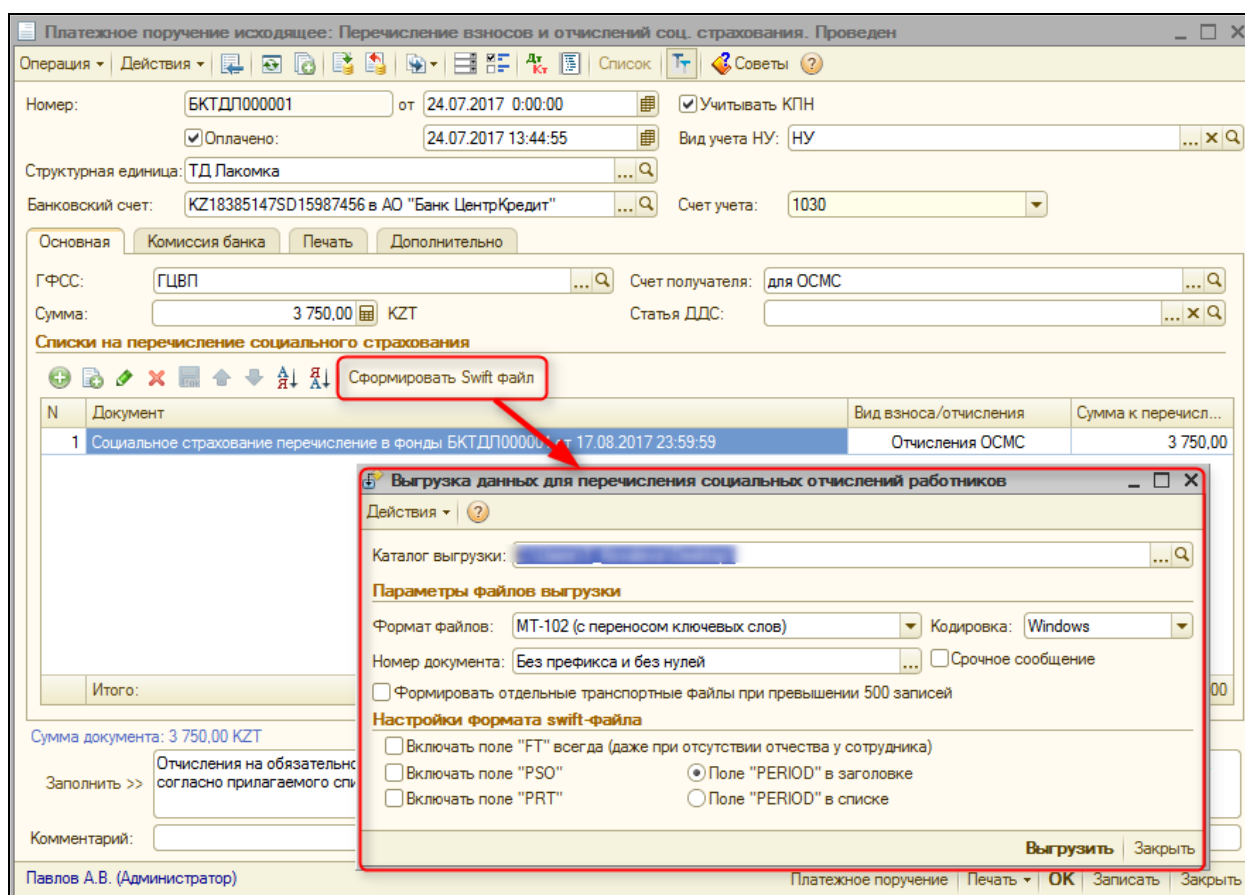 Платежное поручение исходящее: Перечисление взносов и отчислений соц. страхования. Проведен
Операция Действия Дт Кт Список Советы
Номер: БКТДЛ000001 от 24.07.2017 0:00:00 Учитывать КПН
Оплачено: 24.07.2017 13:44:55 Вид учета НУ: НУ
Структурная единица: ТД Лакомка
Банковский счет: KZ18385147SD15987456 в АО "Банк ЦентрКредит" Счет учета: 1030
Основная Комиссия банка Печать Дополнительно
ГФСС: ГЦВП Счет получателя: для ОСМС
Сумма: 3 750,00 KZT Статья ДДС:
Списки на перечисление социального страхования
Сформировать Swift файл
N Документ Вид взноса/отчисления Сумма к перечисл...
1 Социальное страхование перечисление в фонды от 17.08.2017 23:59:59 Отчисления ОСМС 3 750,00
Выгрузка данных для перечисления социальных отчислений работников
Действия
Каталог выгрузки:
Параметры файлов выгрузки
Формат файлов: МТ-102 (с переносом ключевых слов) Кодировка: Windows
Номер документа: Без префикса и без нулей Срочное сообщение
Итого: 00
Формировать отдельные транспортные файлы при превышении 500 записей
Настройки формата swift-файла
Сумма документа: 3 750,00 KZT
Включать поле "FT" всегда (даже при отсутствии отчества у сотрудника)
Заполнить >> Отчисления на
согласно прилагаемого
Включать поле "PSO" Поле "PERIOD" в заголовке
Включать поле "PRT" Поле "PERIOD" в списке
Комментарий:
Выгрузить Закрыть
Павлов А.В. (Администратор) Платежное поручение Печать OK Записать Закрыть